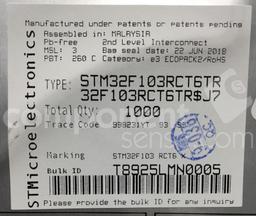 Manufactured under patents or patents pending
Assembled in: MALAYSIA
Pb-free 2nd Level Interconnect
MSL: 3 Bag seal date: 22 JUN 2018
PBT: 260 C Category: e3 ECOPACK2/RoHS
TYPE: STM32F103RCT6TR
32F103RCT6TR$J7
Total Qty: 1000
Trace Code
Marking STM32F103 RCT6
Bulk ID T8925LMN0005
Please provide the bulk ID for any inquiry
STMicroelectronics